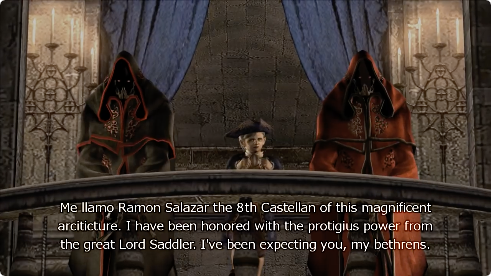 Me llamo Ramon Salazar the 8th Castellan of this magnificent
arciticture. I have been honored with the protigius power from
the great Lord Saddler. I've been expecting you, my bethrens.